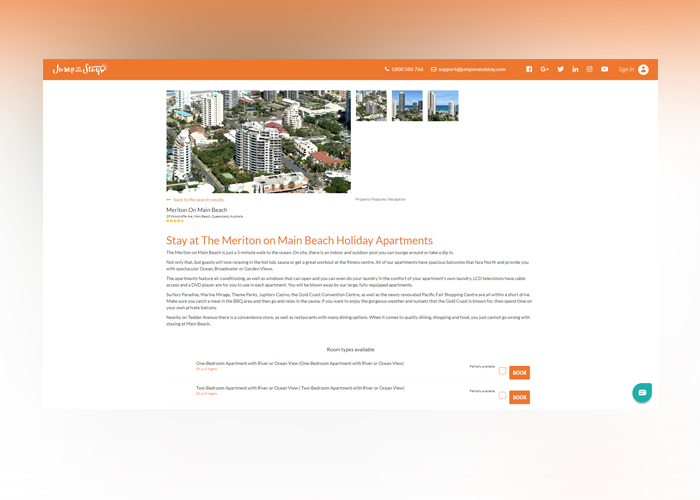 Jump on and Stay
1800 586 766
support@jumponandstay.com
Sign In
← back to the search results
Property Features: Reception
Meriton On Main Beach
Main Beach, Queensland, Australia
Stay at The Meriton on Main Beach Holiday Apartments
The Meriton on Main Beach is just a 5-minute walk to the ocean. On site, there is an indoor and outdoor pool you can lounge around or take a dip in.
Not only that, but guests will love relaxing in the hot tub, sauna or get a great workout at the fitness centre. All of our apartments have spacious balconies that face North and provide you
with spectacular Ocean, Broadwater or Garden Views.
The apartments feature air conditioning, as well as windows that can open and you can even do your laundry in the comfort of your apartment's own laundry. LCD televisions have cable
access and a DVD player are for you to use in each apartment. You will be blown away by our large, fully-equipped apartments.
Surfers Paradise, Marina Mirage, Theme Parks, Jupiters Casino, the Gold Coast Convention Centre, as well as the newly renovated Pacific Fair Shopping Centre are all within a short drive.
Make sure you catch a meal in the BBQ area and then go and relax in the sauna. If you want to enjoy the gorgeous weather and sunsets that the Gold Coast is known for, then spend time on
your own private balcony.
Nearby on Tedder Avenue there is a convenience store, as well as restaurants with many dining options. When it comes to quality dining, shopping and food, you just cannot go wrong with
staying at Main Beach.
Room types available
One-Bedroom Apartment with River or Ocean View (One-Bedroom Apartment with River or Ocean View)
Partially available
BOOK
Two-Bedroom Apartment with River or Ocean View ( Two-Bedroom Apartment with River or Ocean View)
Partially available
BOOK